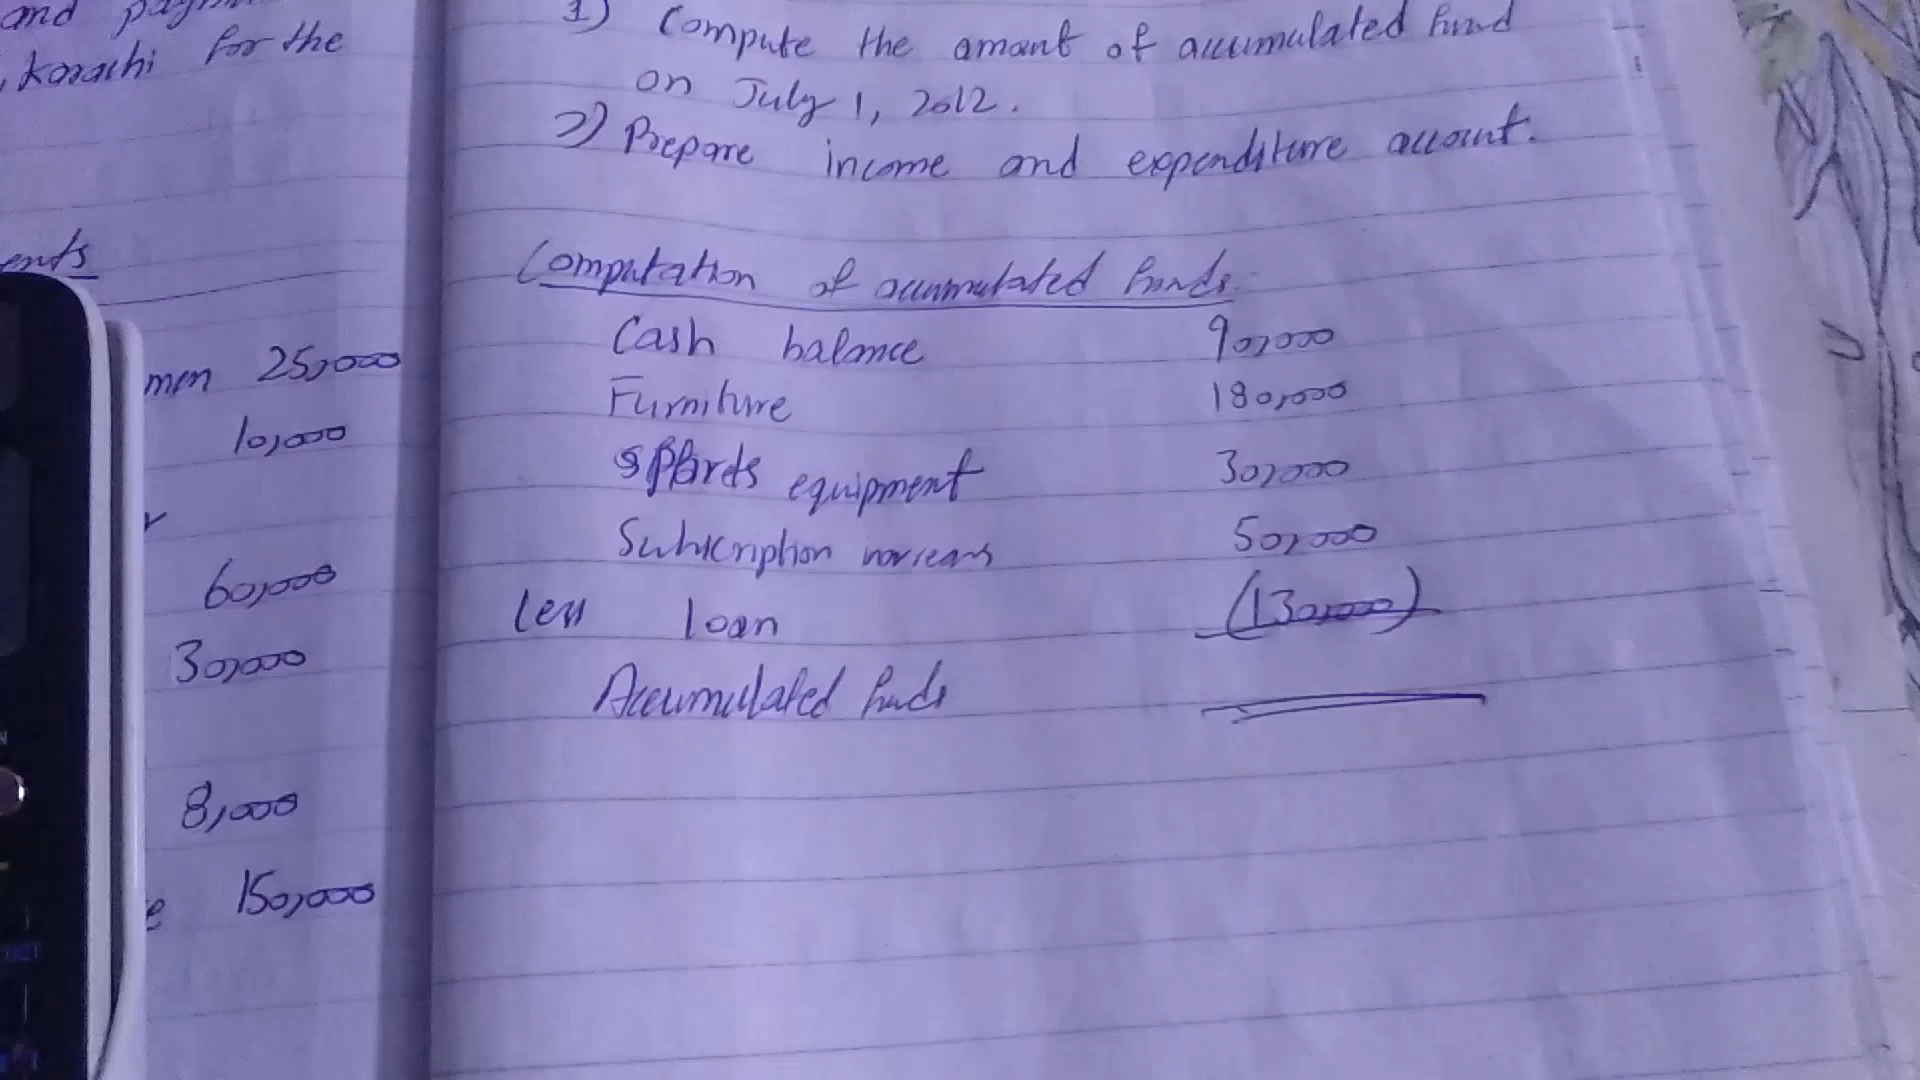 and
, Karachi for the
ents
men 25,000
10,000
60,000
30,000
8,000
e 150,000
1) Compute the amount of accumulated fund
on July 1, 2012.
2) Prepare income and expenditure account.
Computation of accumulated funds.
Cash balance 90,000
Furniture 180,000
Sports equipment 30,000
Subscription 50,000
Less loan (130,000)
Accumulated funds